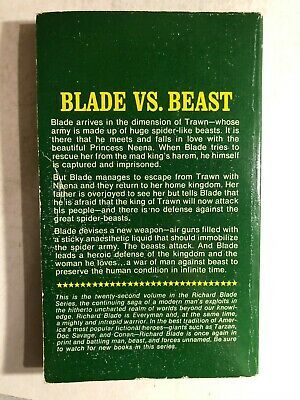 BLADE VS. BEAST
Blade arrives in the dimension of Trawn—whose
army is made up of huge spider-like beasts. It is
there that he meets and falls in love with the
beautiful Princess Neena. When Blade tries to
rescue her from the mad king's harem, he himself
is captured and imprisoned.
But Blade manages to escape from Trawn with
Naena and they return to her home kingdom. Her
father is overjoyed to see her but tells Blade that
he is afraid that the king of Trawn will now attack
his people—and there is no defense against the
great spider-beasts.
Blade devises a new weapon—air guns filled
with a sticky anaesthetic liquid that should immobilize
the spider army. The beasts attack. And Blade
leads a heroic defense of the kingdom and the
woman he loves...a war of man against beast to
preserve the human condition in infinite time.
This is the twenty-second volume in the Richard Blade
Series, the continuing saga of a modern man's exploits in the
hitherto uncharted realm of worlds beyond our knowl-
edge. Richard Blade is Everyman and, at the same time,
a mighty and intrepid warrior. In the best tradition of Amer-
ica's most popular fictional heroes—giants such as Tarzan,
Doc Savage, and Conan—Richard Blade is once again in
print and battling man, beast, and forces unnamed. Be sure
to watch for new books in this series.